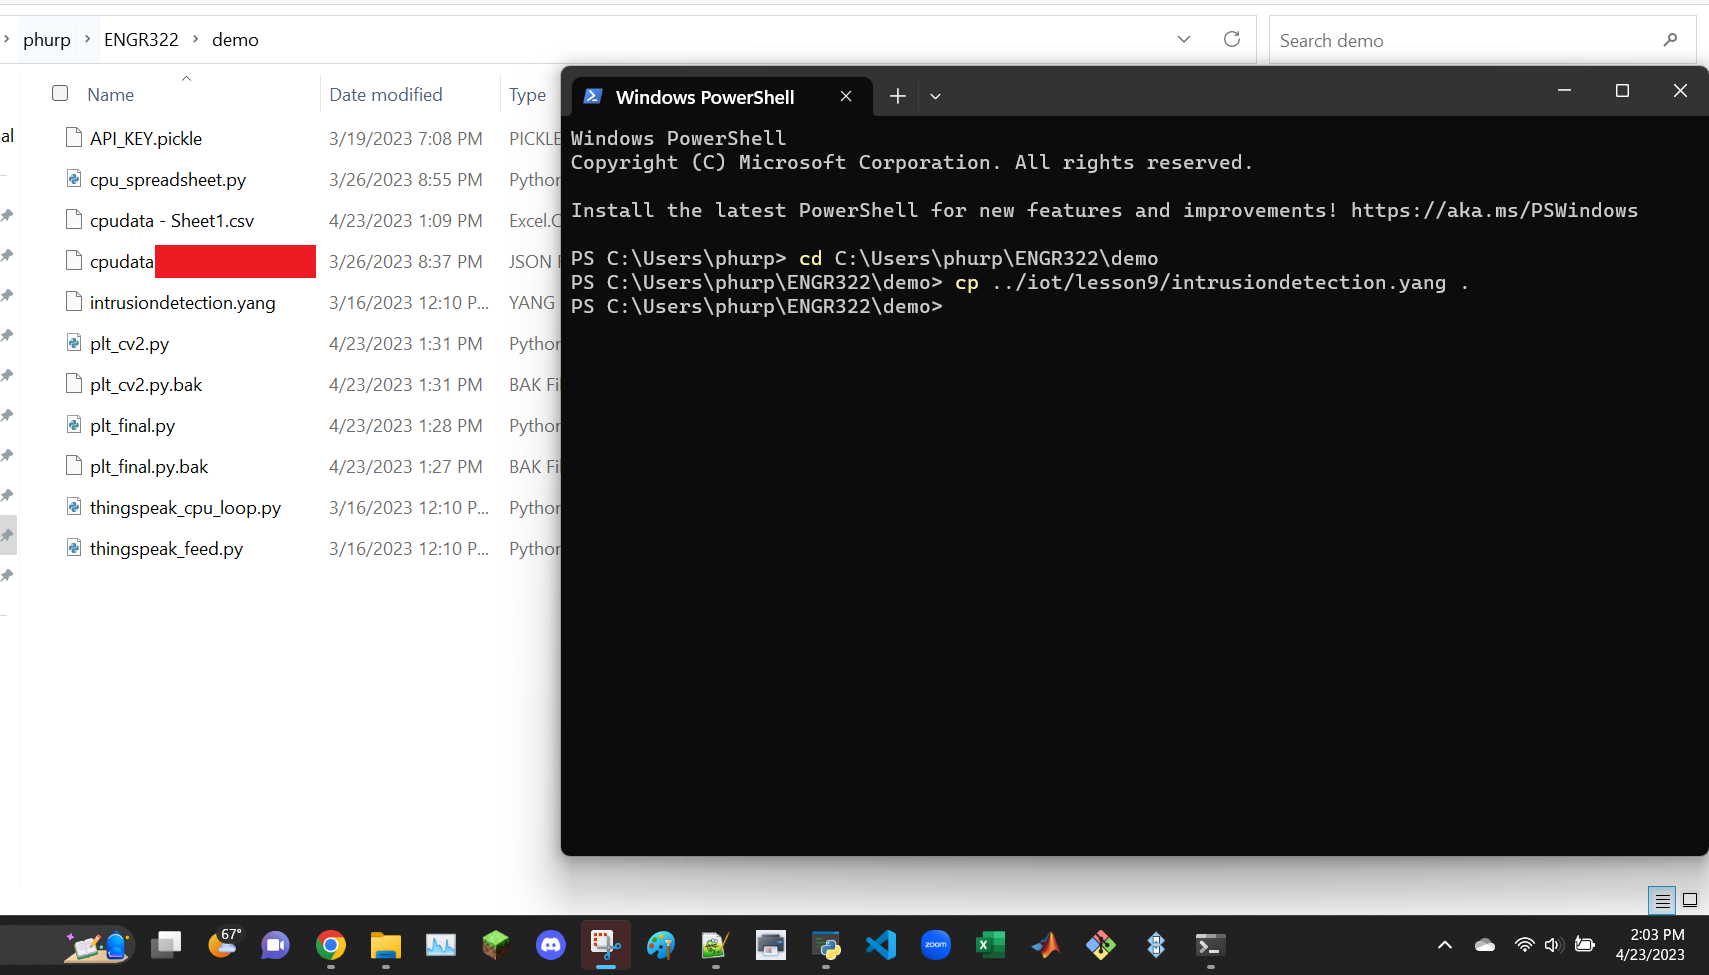 phurp > ENGR322 > demo
Search demo
al
Name Date modified Type
API_KEY.pickle 3/19/2023 7:08 PM PICKLE
cpu_spreadsheet.py 3/26/2023 8:55 PM Python
cpudata - Sheet1.csv 4/23/2023 1:09 PM Excel.C
cpudata 3/26/2023 8:37 PM JSON
intrusiondetection.yang 3/16/2023 12:10 P... YANG
plt_cv2.py 4/23/2023 1:31 PM Python
plt_cv2.py.bak 4/23/2023 1:31 PM BAK Fi
plt_final.py 4/23/2023 1:28 PM Python
plt_final.py.bak 4/23/2023 1:27 PM BAK Fi
thingspeak_cpu_loop.py 3/16/2023 12:10 P... Python
thingspeak_feed.py 3/16/2023 12:10 P... Python
Windows PowerShell
Windows PowerShell
Copyright (C) Microsoft Corporation. All rights reserved.
Install the latest PowerShell for new features and improvements! https://aka.ms/PSWindows
PS C:\Users\phurp> cd C:\Users\phurp\ENGR322\demo
PS C:\Users\phurp\ENGR322\demo> cp ../iot/lesson9/intrusiondetection.yang .
PS C:\Users\phurp\ENGR322\demo>
67°
zoom
2:03 PM
4/23/2023